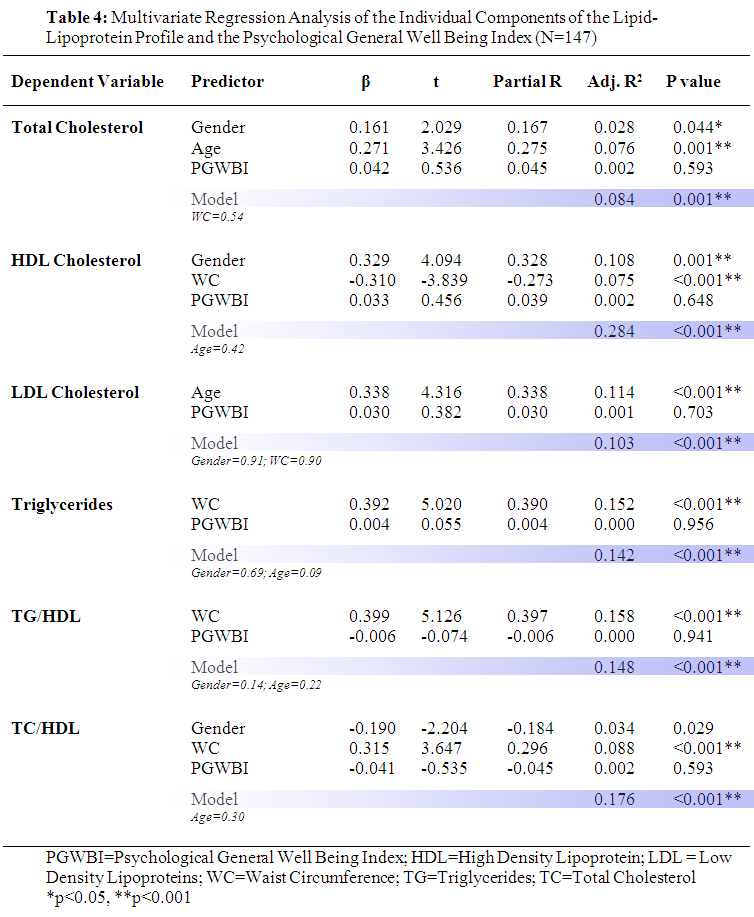 Table 4: Multivariate Regression Analysis of the Individual Components of the Lipid-
Lipoprotein Profile and the Psychological General Well Being Index (N=147)
Dependent Variable Predictor β t Partial R Adj. R² P value
Total Cholesterol Gender 0.161 2.029 0.167 0.028 0.044*
Age 0.271 3.426 0.275 0.076 0.001**
PGWBI 0.042 0.536 0.045 0.002 0.593
Model 0.084 0.001**
WC=0.54
HDL Cholesterol Gender 0.329 4.094 0.328 0.108 0.001**
WC -0.310 -3.839 -0.273 0.075 <0.001**
PGWBI 0.033 0.456 0.039 0.002 0.648
Model 0.284 <0.001**
Age=0.42
LDL Cholesterol Age 0.338 4.316 0.338 0.114 <0.001**
PGWBI 0.030 0.382 0.030 0.001 0.703
Model 0.103 <0.001**
Gender=0.91; WC=0.90
Triglycerides WC 0.392 5.020 0.390 0.152 <0.001**
PGWBI 0.004 0.055 0.004 0.000 0.956
Model 0.142 <0.001**
Gender=0.69; Age=0.09
TG/HDL WC 0.399 5.126 0.397 0.158 <0.001**
PGWBI -0.006 -0.074 -0.006 0.000 0.941
Model 0.148 <0.001**
Gender=0.14; Age=0.22
TC/HDL Gender -0.190 -2.204 -0.184 0.034 0.029
WC 0.315 3.647 0.296 0.088 <0.001**
PGWBI -0.041 -0.535 -0.045 0.002 0.593
Model 0.176 <0.001**
Age=0.30
PGWBI=Psychological General Well Being Index; HDL=High Density Lipoprotein; LDL = Low
Density Lipoproteins; WC=Waist Circumference; TG=Triglycerides; TC=Total Cholesterol
*p<0.05, **p<0.001